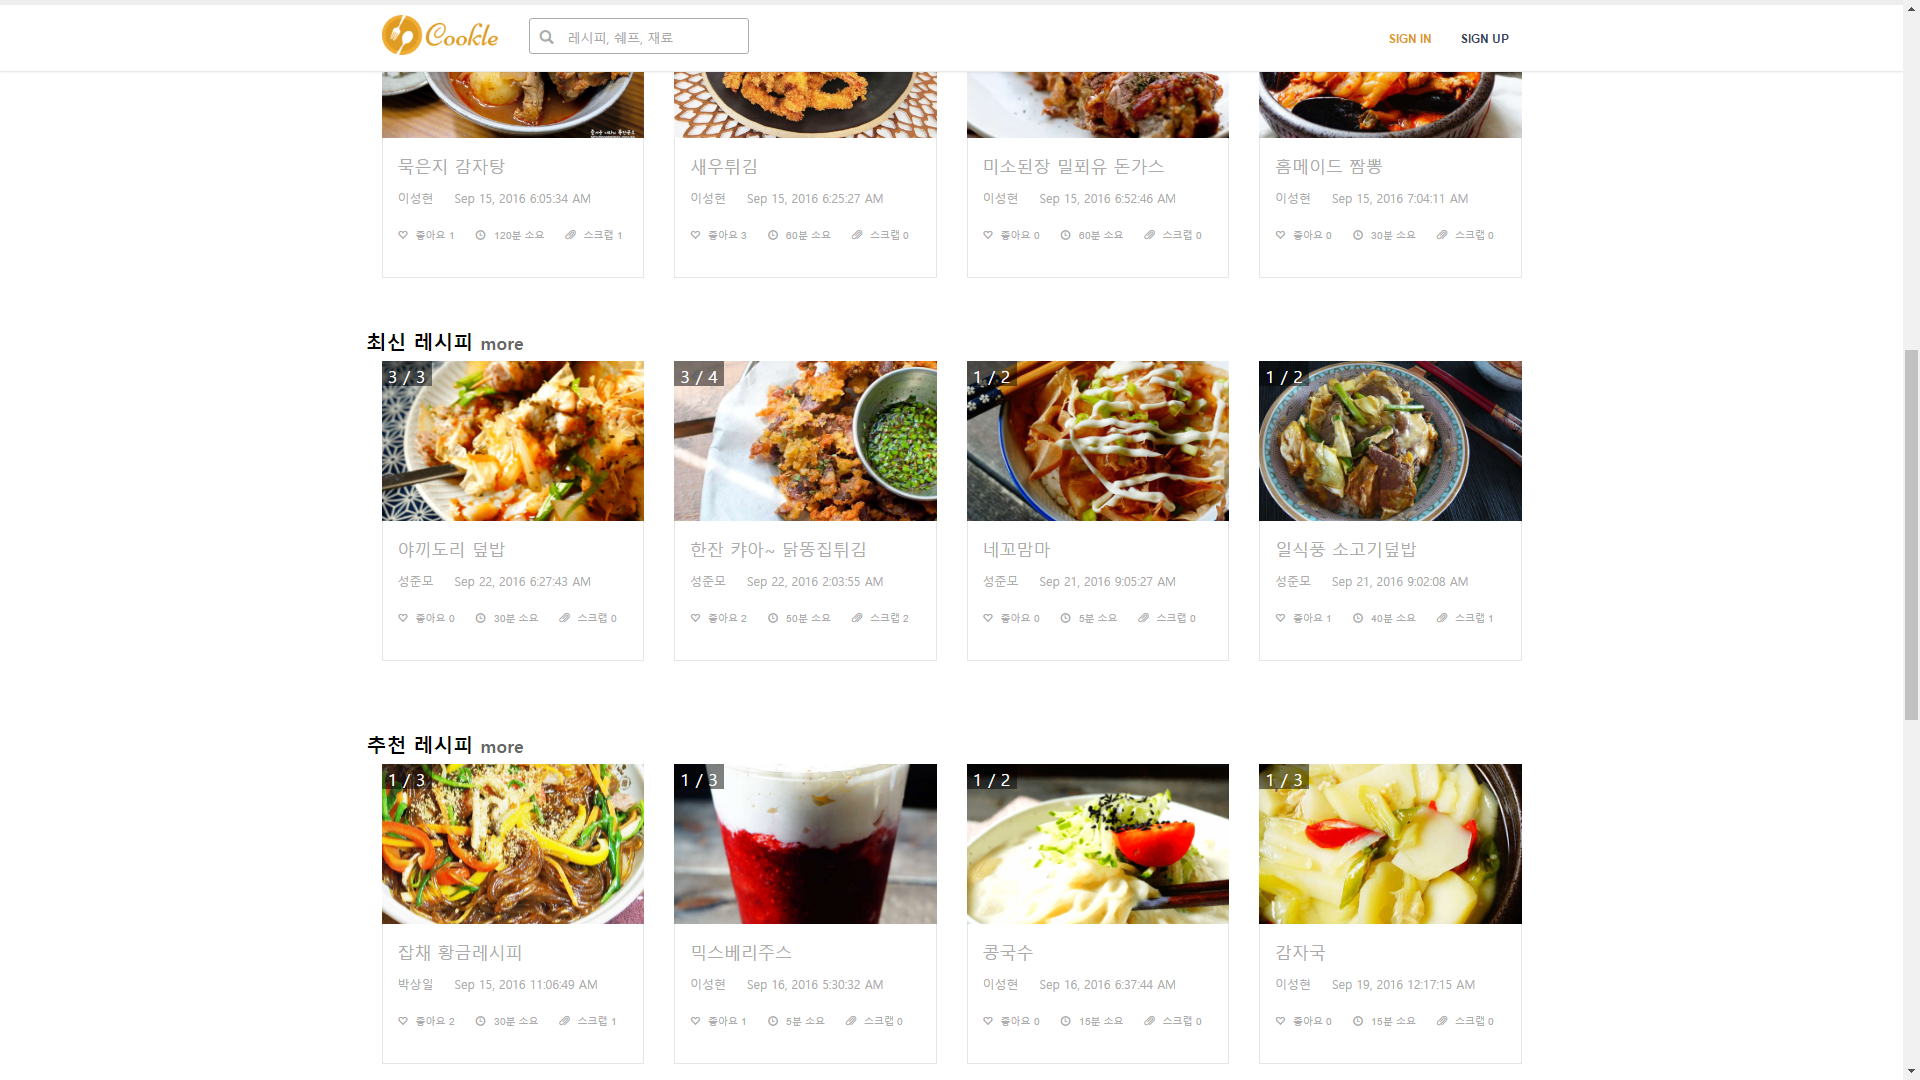 Cookle
레시피, 쉐프, 재료
SIGN IN
SIGN UP
묵은지 감자탕
이성현 Sep 15, 2016 6:05:34 AM
좋아요 1 120분 소요 스크랩 1
새우튀김
이성현 Sep 15, 2016 6:25:27 AM
좋아요 3 60분 소요 스크랩 0
미소된장 밀푀유 돈가스
이성현 Sep 15, 2016 6:52:46 AM
좋아요 0 60분 소요 스크랩 0
홈메이드 짬뽕
이성현 Sep 15, 2016 7:04:11 AM
좋아요 0 30분 소요 스크랩 0
최신 레시피 more
3 / 3
야끼도리 덮밥
성준모 Sep 22, 2016 6:27:43 AM
좋아요 0 30분 소요 스크랩 0
3 / 4
한잔 캬아~ 닭똥집튀김
성준모 Sep 22, 2016 2:03:55 AM
좋아요 2 50분 소요 스크랩 2
1 / 2
네꼬맘마
성준모 Sep 21, 2016 9:05:27 AM
좋아요 0 5분 소요 스크랩 0
1 / 2
일식풍 소고기덮밥
성준모 Sep 21, 2016 9:02:08 AM
좋아요 1 40분 소요 스크랩 1
추천 레시피 more
1 / 3
잡채 황금레시피
박상일 Sep 15, 2016 11:06:49 AM
좋아요 2 30분 소요 스크랩 1
1 / 3
믹스베리주스
이성현 Sep 16, 2016 5:30:32 AM
좋아요 1 5분 소요 스크랩 0
1 / 2
콩국수
이성현 Sep 16, 2016 6:37:44 AM
좋아요 0 15분 소요 스크랩 0
1 / 3
감자국
이성현 Sep 19, 2016 12:17:15 AM
좋아요 0 15분 소요 스크랩 0